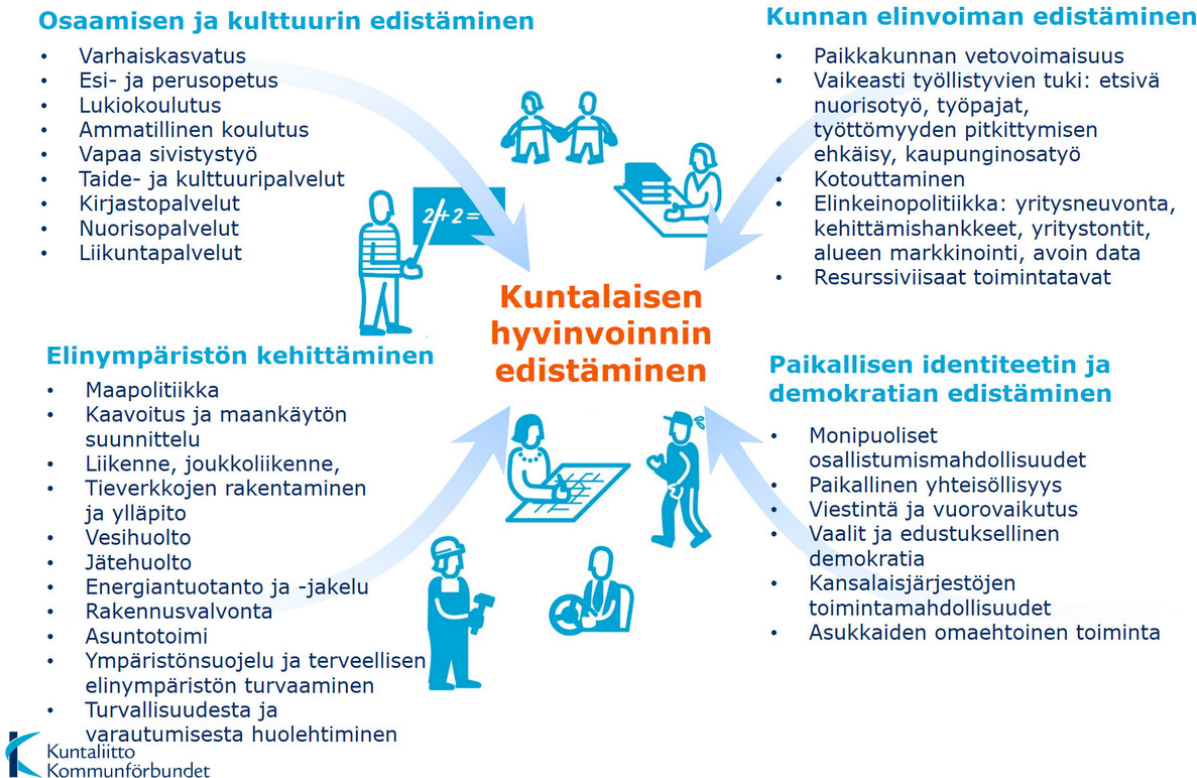 Osaamisen ja kulttuurin edistäminen
• Varhaiskasvatus
• Esi- ja perusopetus
• Lukiokoulutus
• Ammatillinen koulutus
• Vapaa sivistystyö
• Taide- ja kulttuuripalvelut
• Kirjastopalvelut
• Nuorisopalvelut
• Liikuntapalvelut
2+2=
Kunnan elinvoiman edistäminen
• Paikkakunnan vetovoimaisuus
• Vaikeasti työllistyvien tuki: etsivä
nuorisotyö, työpajat,
työttömyyden pitkittymisen
ehkäisy, kaupunginosatyö
• Kotouttaminen
• Elinkeinopolitiikka: yritysneuvonta,
kehittämishankkeet, yritystontit,
alueen markkinointi, avoin data
• Resurssiviisaat toimintatavat
Kuntalaisen
hyvinvoinnin
edistäminen
Elinympäristön kehittäminen
• Maapolitiikka
• Kaavoitus ja maankäytön
suunnittelu
• Liikenne, joukkoliikenne,
• Tieverkkojen rakentaminen
ja ylläpito
• Vesihuolto
• Jätehuolto
• Energiantuotanto ja -jakelu
• Rakennusvalvonta
• Asuntotoimi
• Ympäristönsuojelu ja terveellisen
elinympäristön turvaaminen
• Turvallisuudesta ja
varautumisesta huolehtiminen
Paikallisen identiteetin ja
demokratian edistäminen
• Monipuoliset
osallistumismahdollisuudet
• Paikallinen yhteisöllisyys
• Viestintä ja vuorovaikutus
• Vaalit ja edustuksellinen
demokratia
• Kansalaisjärjestöjen
toimintamahdollisuudet
• Asukkaiden omaehtoinen toiminta
Kuntaliitto
Kommunförbundet